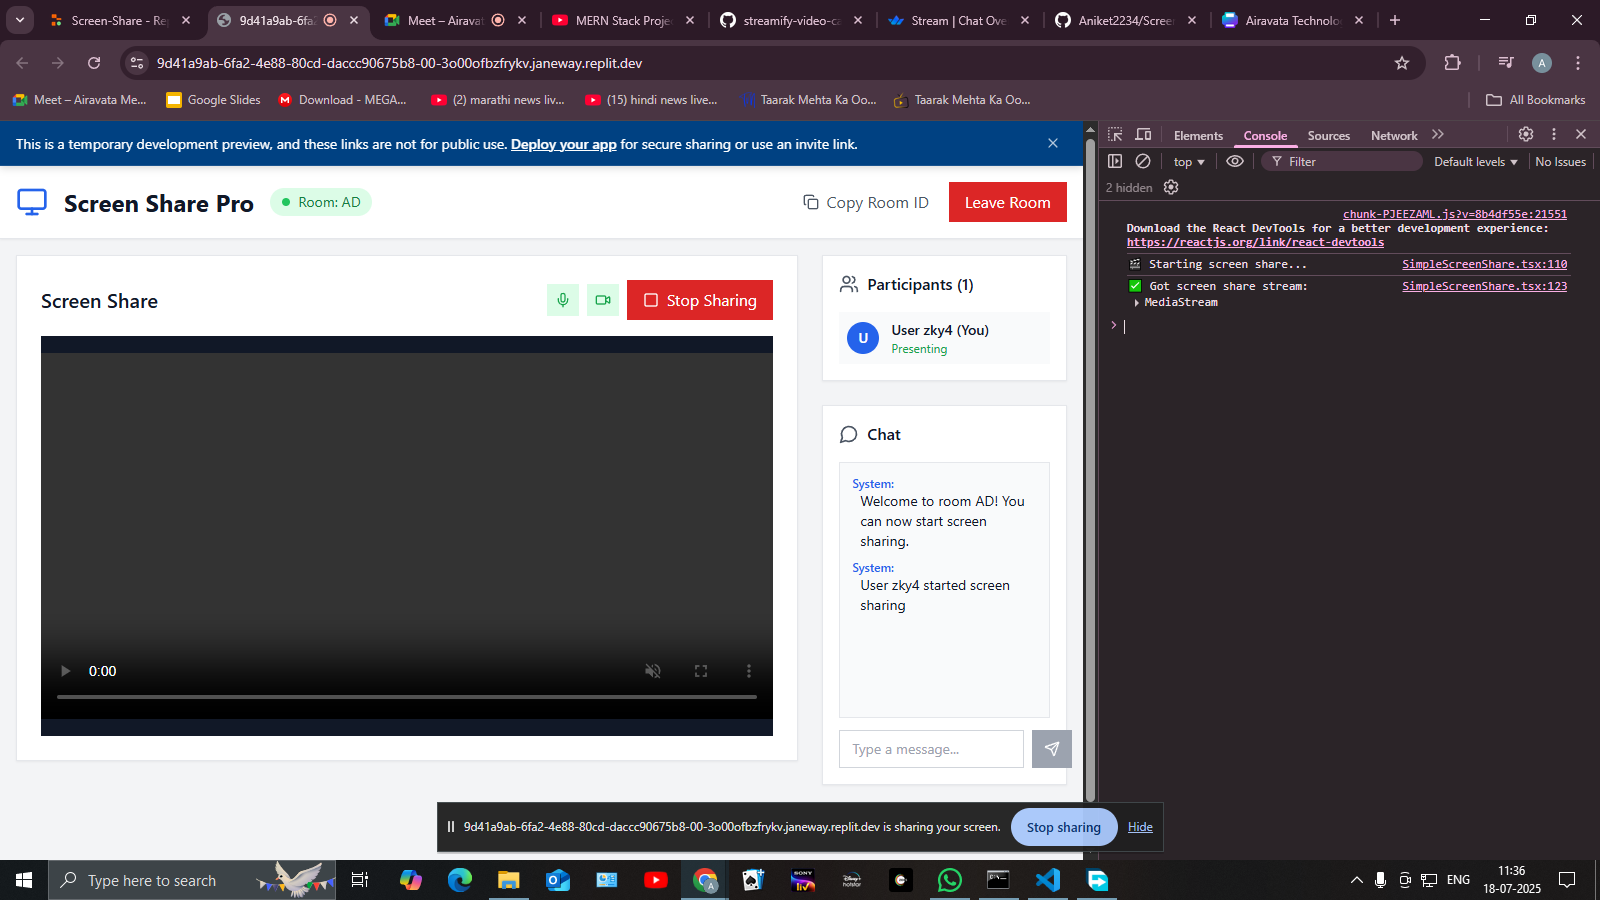 Screen-Share - Re
9d41a9ab-6fa2
Meet – Airavat
MERN Stack Projec
streamify-video-ca
Stream | Chat Ove
Aniket2234/Screen
Airavata Technolo
9d41a9ab-6fa2-4e88-80cd-daccc90675b8-00-3o00ofbzfrykv.janeway.replit.dev
A
Meet – Airavata Me...
Google Slides
Download - MEGA...
(2) marathi news liv...
(15) hindi news live...
Taarak Mehta Ka Oo...
Taarak Mehta Ka Oo...
All Bookmarks
This is a temporary development preview, and these links are not for public use. Deploy your app for secure sharing or use an invite link.
Screen Share Pro
Room: AD
Copy Room ID
Leave Room
Screen Share
Stop Sharing
0:00
Participants (1)
U
User zky4 (You)
Presenting
Chat
System:
Welcome to room AD! You
can now start screen
sharing.
System:
User zky4 started screen
sharing
Type a message...
Elements
Console
Sources
Network
top
Filter
Default levels
No Issues
2 hidden
chunk-PJEEZAML.js?v=8b4df55e:21551
Download the React DevTools for a better development experience:
https://reactjs.org/link/react-devtools
Starting screen share...
SimpleScreenShare.tsx:110
Got screen share stream:
SimpleScreenShare.tsx:123
MediaStream
9d41a9ab-6fa2-4e88-80cd-daccc90675b8-00-3o00ofbzfrykv.janeway.replit.dev is sharing your screen.
Stop sharing
Hide
Type here to search
SONY
liv
ENG
11:36
18-07-2025